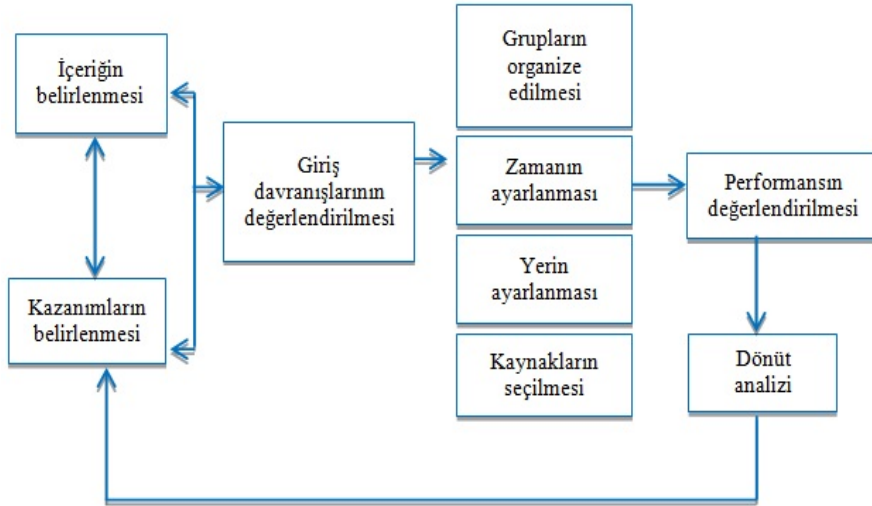 İçeriğin
belirlenmesi
Kazanımların
belirlenmesi
Giriş
davranışlarının
değerlendirilmesi
Grupların
organize
edilmesi
Zamanın
ayarlanması
Yerin
ayarlanması
Kaynakların
seçilmesi
Performansın
değerlendirilmesi
Dönüt
analizi